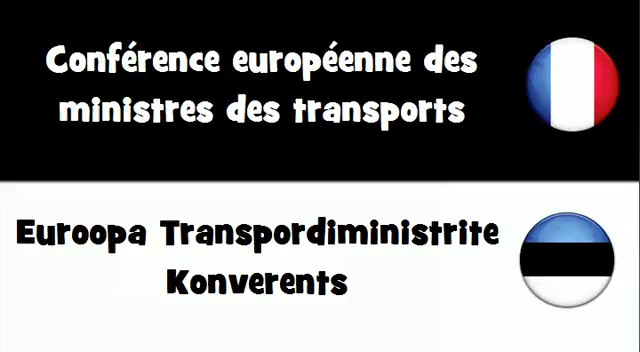 Conférence européenne des
ministres des transports
Euroopa Transpordiministrite
Konverents